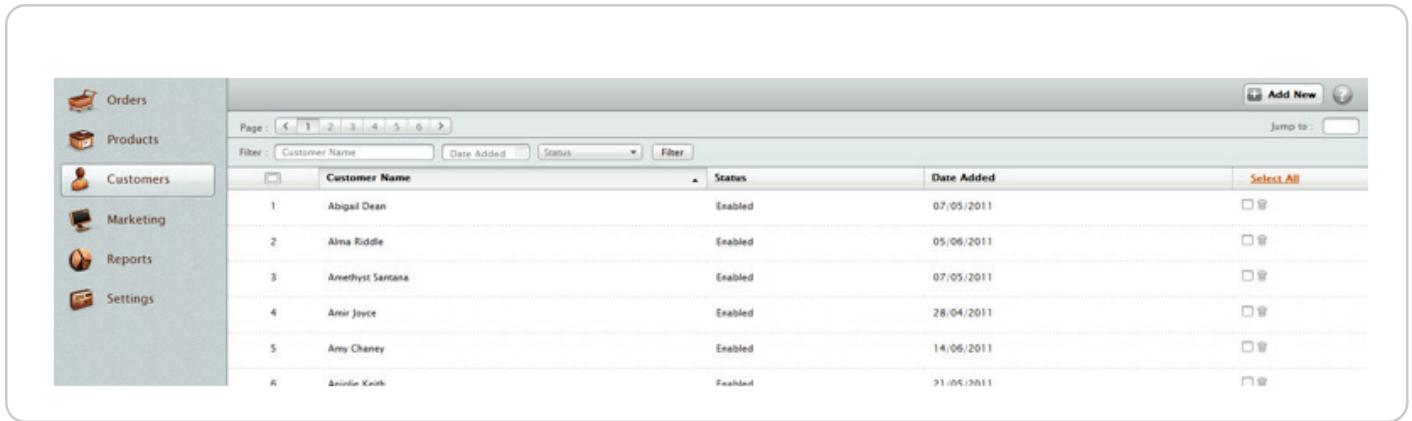 Orders
Add New ?
Page : < 1 2 3 4 5 6 >
Jump to :
Products
Filter : Customer Name Date Added Status Filter
Customers
Customer Name Status Date Added Select All
1 Abigail Dean Enabled 07/05/2011
Marketing
2 Alma Riddle Enabled 05/06/2011
Reports
3 Amethyst Santana Enabled 07/05/2011
Settings
4 Amir Joyce Enabled 28/04/2011
5 Amy Chaney Enabled 14/06/2011
6 Keith Enabled 21/05/2011